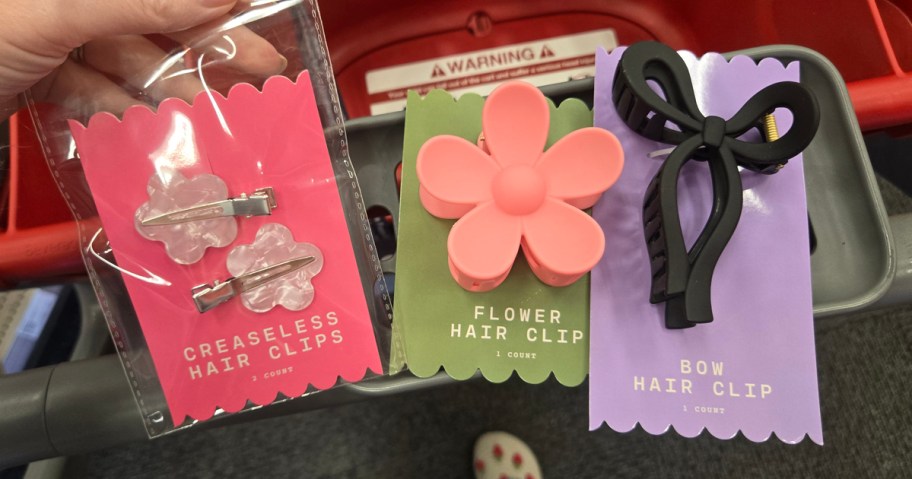 WARNING
CREASELESS
HAIR CLIPS
2 COUNT
FLOWER
HAIR CLIP
1 COUNT
BOW
HAIR CLIP
1 COUNT